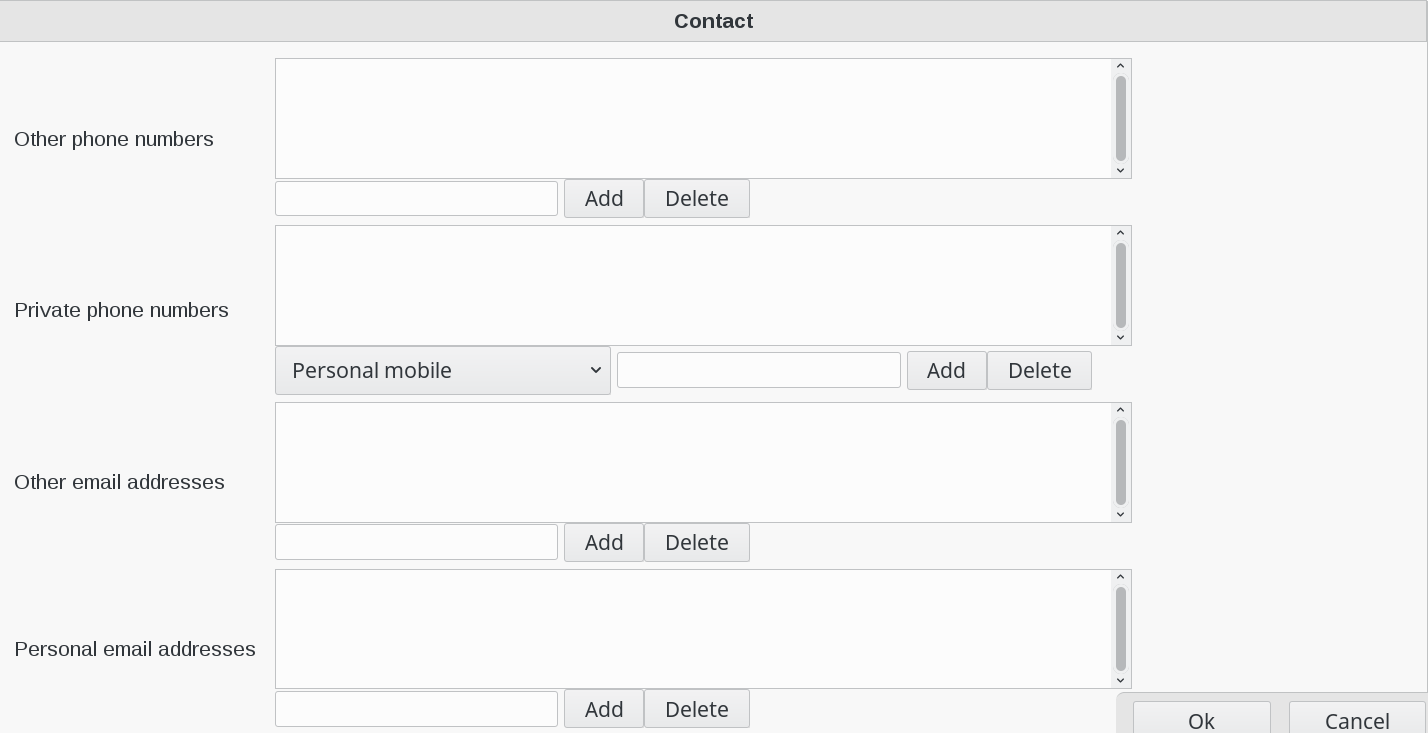 Contact
Other phone numbers
Add Delete
Private phone numbers
Personal mobile Add Delete
Other email addresses
Add Delete
Personal email addresses
Add Delete
Ok Cancel